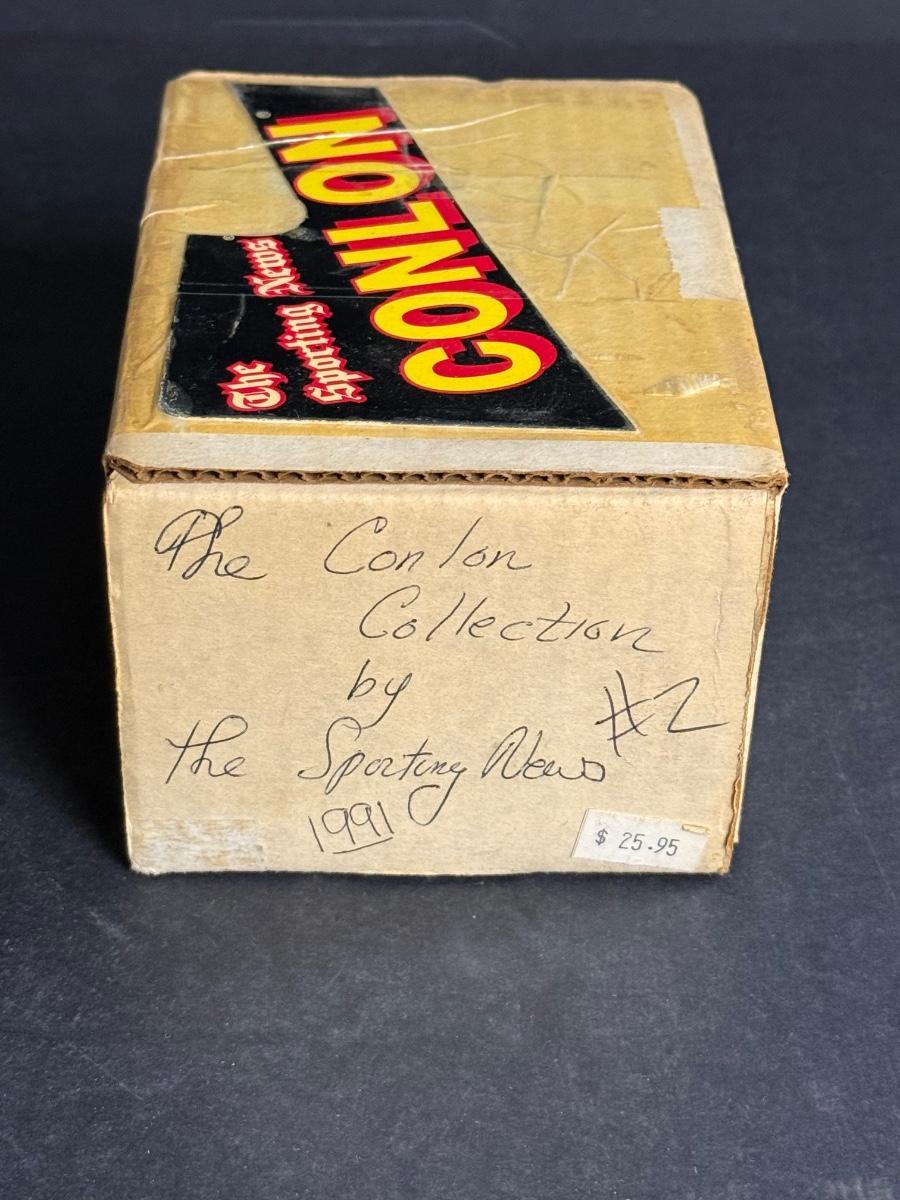 The
Sporting News
CONLON
The Conlon
Collection
by
#2
the Sporting News
1991
$ 25.95